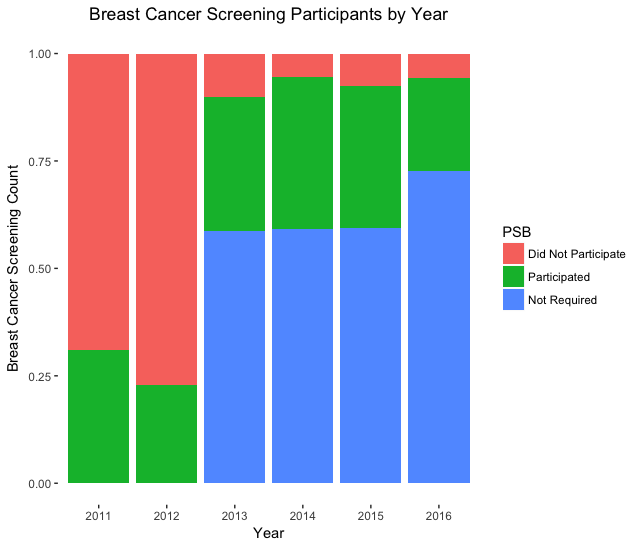 Breast Cancer Screening Participants by Year
Breast Cancer Screening Count
1.00
0.75
0.50
0.25
0.00
2011 2012 2013 2014 2015 2016
Year
PSB
Did Not Participate
Participated
Not Required